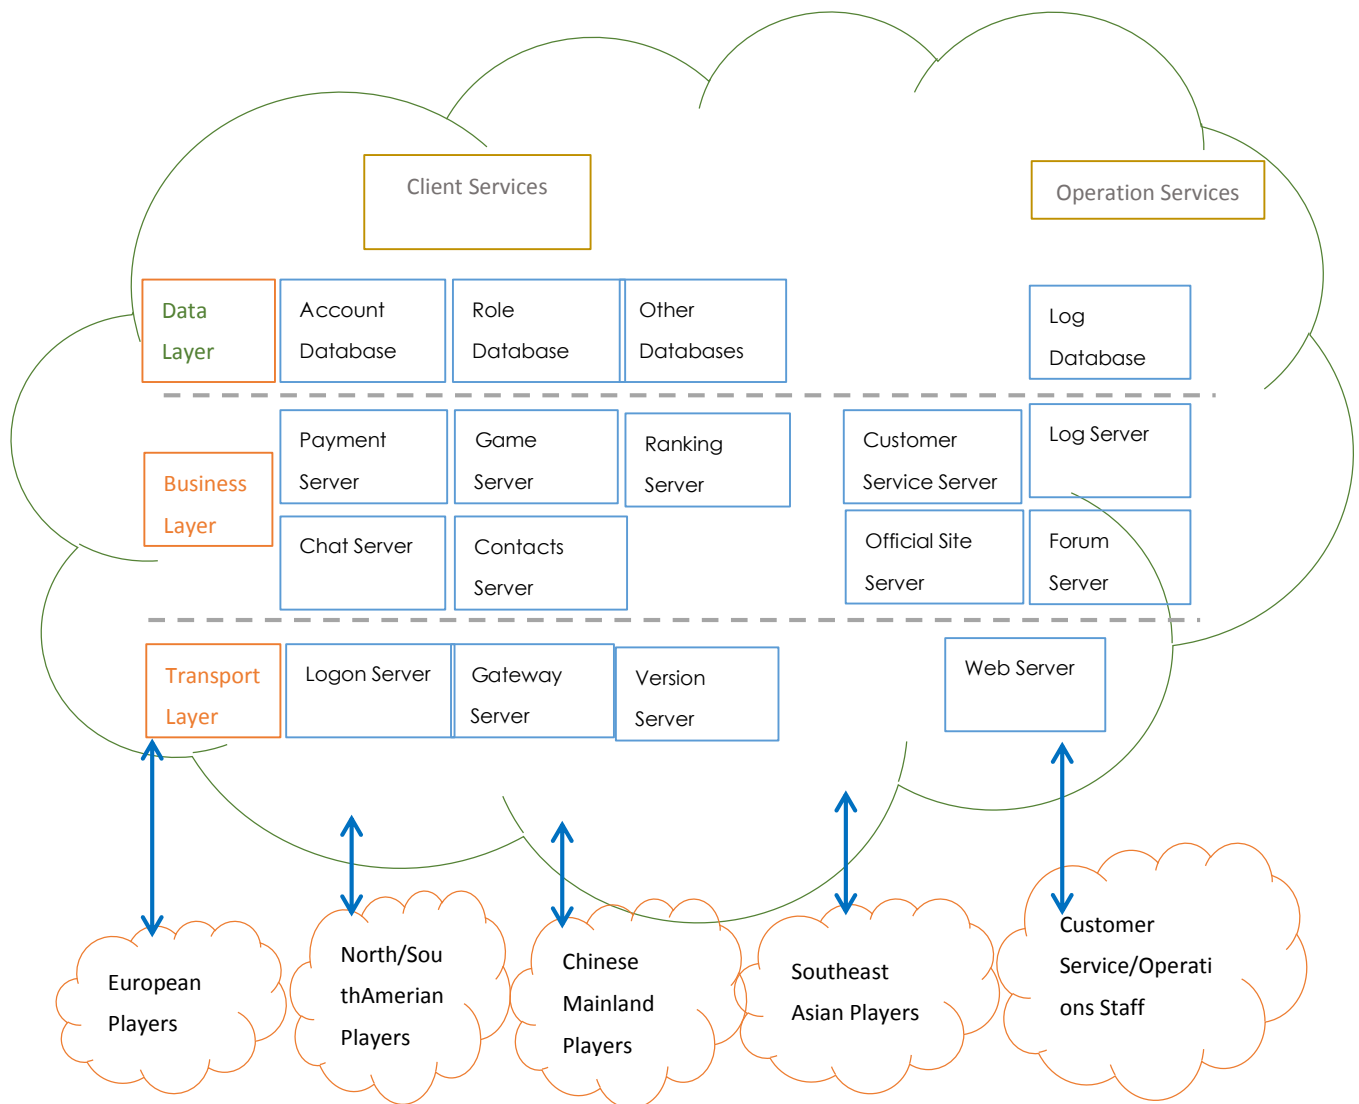 Client Services
Operation Services
Data
Layer
Account
Database
Role
Database
Other
Databases
Log
Database
Business
Layer
Payment
Server
Game
Server
Ranking
Server
Customer
Service Server
Log Server
Chat Server
Contacts
Server
Official Site
Server
Forum
Server
Transport
Layer
Logon Server
Gateway
Server
Version
Server
Web Server
European
Players
North/Sou
thAmerian
Players
Chinese
Mainland
Players
Southeast
Asian Players
Customer
Service/Operati
ons Staff